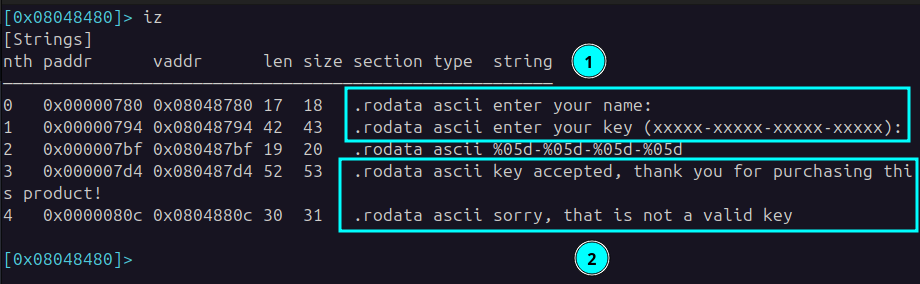 [0x08048480]> iz
[Strings]
nth paddr      vaddr      len size section type  string
1
0   0x00000780 0x08048780 17  18   .rodata ascii enter your name:
1   0x00000794 0x08048794 42  43   .rodata ascii enter your key (xxxxx-xxxxx-xxxxx-xxxxx):
2   0x000007bf 0x080487bf 19  20   .rodata ascii %05d-%05d-%05d-%05d
3   0x000007d4 0x080487d4 52  53   .rodata ascii key accepted, thank you for purchasing thi
s product!
4   0x0000080c 0x0804880c 30  31   .rodata ascii sorry, that is not a valid key
[0x08048480]>
2